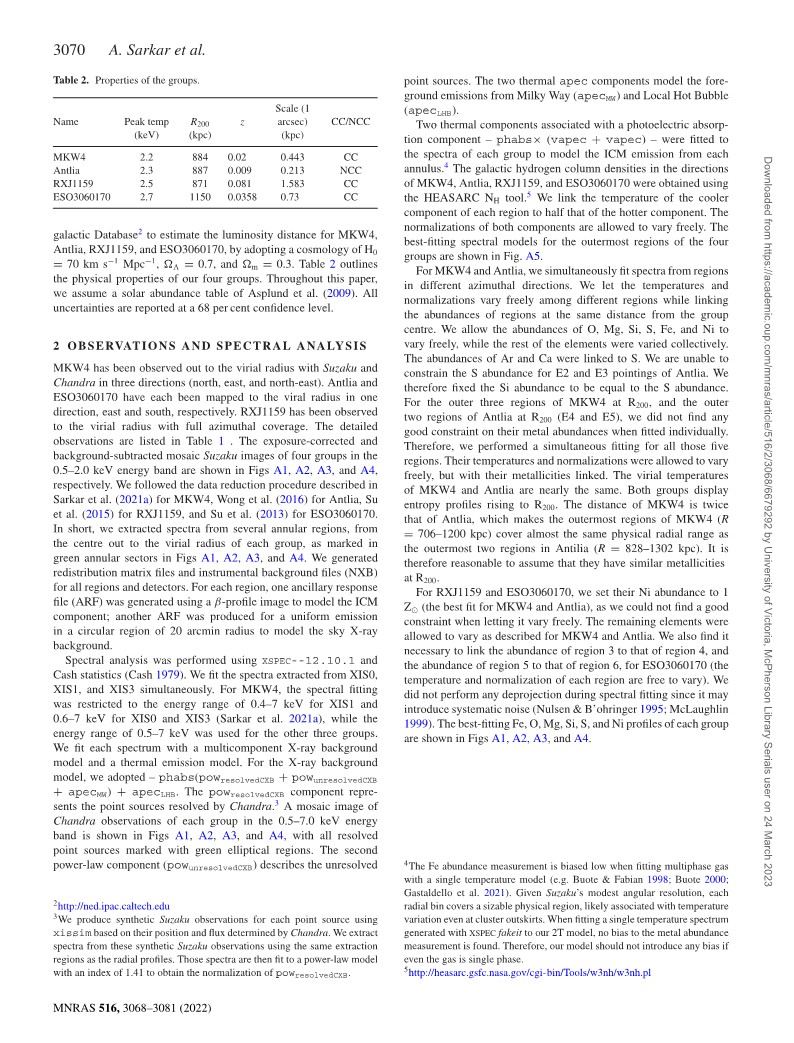 3070 A. Sarkar et al.
Table 2. Properties of the groups.
Name Peak temp (keV) R200 (kpc) z Scale (1 arcsec) (kpc) CC/NCC
MKW4 2.2 884 0.02 0.443 CC
Antlia 2.3 887 0.009 0.213 NCC
RXJ1159 2.5 871 0.081 1.583 CC
ESO3060170 2.7 1150 0.0358 0.73 CC
galactic Database2 to estimate the luminosity distance for MKW4,
Antlia, RXJ1159, and ESO3060170, by adopting a cosmology of H0
= 70 km s−1 Mpc−1, ΩΛ = 0.7, and Ωm = 0.3. Table 2 outlines
the physical properties of our four groups. Throughout this paper,
we assume a solar abundance table of Asplund et al. (2009). All
uncertainties are reported at a 68 per cent confidence level.
2 OBSERVATIONS AND SPECTRAL ANALYSIS
MKW4 has been observed out to the virial radius with Suzaku and
Chandra in three directions (north, east, and north-east). Antlia and
ESO3060170 have each been mapped to the viral radius in one
direction, east and south, respectively. RXJ1159 has been observed
to the virial radius with full azimuthal coverage. The detailed
observations are listed in Table 1 . The exposure-corrected and
background-subtracted mosaic Suzaku images of four groups in the
0.5–2.0 keV energy band are shown in Figs A1, A2, A3, and A4,
respectively. We followed the data reduction procedure described in
Sarkar et al. (2021a) for MKW4, Wong et al. (2016) for Antlia, Su
et al. (2015) for RXJ1159, and Su et al. (2013) for ESO3060170.
In short, we extracted spectra from several annular regions, from
the centre out to the virial radius of each group, as marked in
green annular sectors in Figs A1, A2, A3, and A4. We generated
redistribution matrix files and instrumental background files (NXB)
for all regions and detectors. For each region, one ancillary response
file (ARF) was generated using a β-profile image to model the ICM
component; another ARF was produced for a uniform emission
in a circular region of 20 arcmin radius to model the sky X-ray
background.
Spectral analysis was performed using XSPEC--12.10.1 and
Cash statistics (Cash 1979). We fit the spectra extracted from XIS0,
XIS1, and XIS3 simultaneously. For MKW4, the spectral fitting
was restricted to the energy range of 0.4–7 keV for XIS1 and
0.6–7 keV for XIS0 and XIS3 (Sarkar et al. 2021a), while the
energy range of 0.5–7 keV was used for the other three groups.
We fit each spectrum with a multicomponent X-ray background
model and a thermal emission model. For the X-ray background
model, we adopted – phabs(powresolvedCXB + powunresolvedCXB
+ apecMW) + apecLHB. The powresolvedCXB component repre-
sents the point sources resolved by Chandra.3 A mosaic image of
Chandra observations of each group in the 0.5–7.0 keV energy
band is shown in Figs A1, A2, A3, and A4, with all resolved
point sources marked with green elliptical regions. The second
power-law component (powunresolvedCXB) describes the unresolved
2http://ned.ipac.caltech.edu
3We produce synthetic Suzaku observations for each point source using
xissim based on their position and flux determined by Chandra. We extract
spectra from these synthetic Suzaku observations using the same extraction
regions as the radial profiles. Those spectra are then fit to a power-law model
with an index of 1.41 to obtain the normalization of powresolvedCXB.
point sources. The two thermal apec components model the fore-
ground emissions from Milky Way (apecMW) and Local Hot Bubble
(apecLHB).
Two thermal components associated with a photoelectric absorp-
tion component – phabs× (vapec + vapec) – were fitted to
the spectra of each group to model the ICM emission from each
annulus.4 The galactic hydrogen column densities in the directions
of MKW4, Antlia, RXJ1159, and ESO3060170 were obtained using
the HEASARC NH tool.5 We link the temperature of the cooler
component of each region to half that of the hotter component. The
normalizations of both components are allowed to vary freely. The
best-fitting spectral models for the outermost regions of the four
groups are shown in Fig. A5.
For MKW4 and Antlia, we simultaneously fit spectra from regions
in different azimuthal directions. We let the temperatures and
normalizations vary freely among different regions while linking
the abundances of regions at the same distance from the group
centre. We allow the abundances of O, Mg, Si, S, Fe, and Ni to
vary freely, while the rest of the elements were varied collectively.
The abundances of Ar and Ca were linked to S. We are unable to
constrain the S abundance for E2 and E3 pointings of Antlia. We
therefore fixed the Si abundance to be equal to the S abundance.
For the outer three regions of MKW4 at R200, and the outer
two regions of Antlia at R200 (E4 and E5), we did not find any
good constraint on their metal abundances when fitted individually.
Therefore, we performed a simultaneous fitting for all those five
regions. Their temperatures and normalizations were allowed to vary
freely, but with their metallicities linked. The virial temperatures
of MKW4 and Antlia are nearly the same. Both groups display
entropy profiles rising to R200. The distance of MKW4 is twice
that of Antlia, which makes the outermost regions of MKW4 (R
= 706–1200 kpc) cover almost the same physical radial range as
the outermost two regions in Antilia (R = 828–1302 kpc). It is
therefore reasonable to assume that they have similar metallicities
at R200.
For RXJ1159 and ESO3060170, we set their Ni abundance to 1
Z⊙ (the best fit for MKW4 and Antlia), as we could not find a good
constraint when letting it vary freely. The remaining elements were
allowed to vary as described for MKW4 and Antlia. We also find it
necessary to link the abundance of region 3 to that of region 4, and
the abundance of region 5 to that of region 6, for ESO3060170 (the
temperature and normalization of each region are free to vary). We
did not perform any deprojection during spectral fitting since it may
introduce systematic noise (Nulsen & B'ohringer 1995; McLaughlin
1999). The best-fitting Fe, O, Mg, Si, S, and Ni profiles of each group
are shown in Figs A1, A2, A3, and A4.
4The Fe abundance measurement is biased low when fitting multiphase gas
with a single temperature model (e.g. Buote & Fabian 1998; Buote 2000;
Gastaldello et al. 2021). Given Suzaku's modest angular resolution, each
radial bin covers a sizable physical region, likely associated with temperature
variation even at cluster outskirts. When fitting a single temperature spectrum
generated with XSPEC fakeit to our 2T model, no bias to the metal abundance
measurement is found. Therefore, our model should not introduce any bias if
even the gas is single phase.
5http://heasarc.gsfc.nasa.gov/cgi-bin/Tools/w3nh/w3nh.pl
MNRAS 516, 3068–3081 (2022)
Downloaded from https://academic.oup.com/mnras/article/516/2/3068/6679292 by University of Victoria, McPherson Library Serials user on 24 March 2023